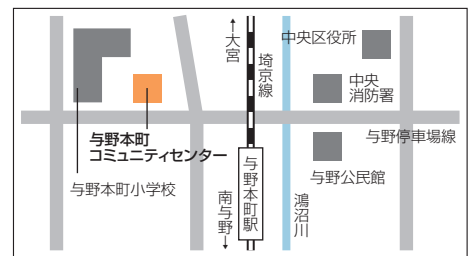 ←大宮
埼京線
中央区役所
中央
消防署
与野停車場線
与野本町
コミュニティセンター
与野本町小学校
与野本町駅
南与野→
鴻沼川
与野公民館